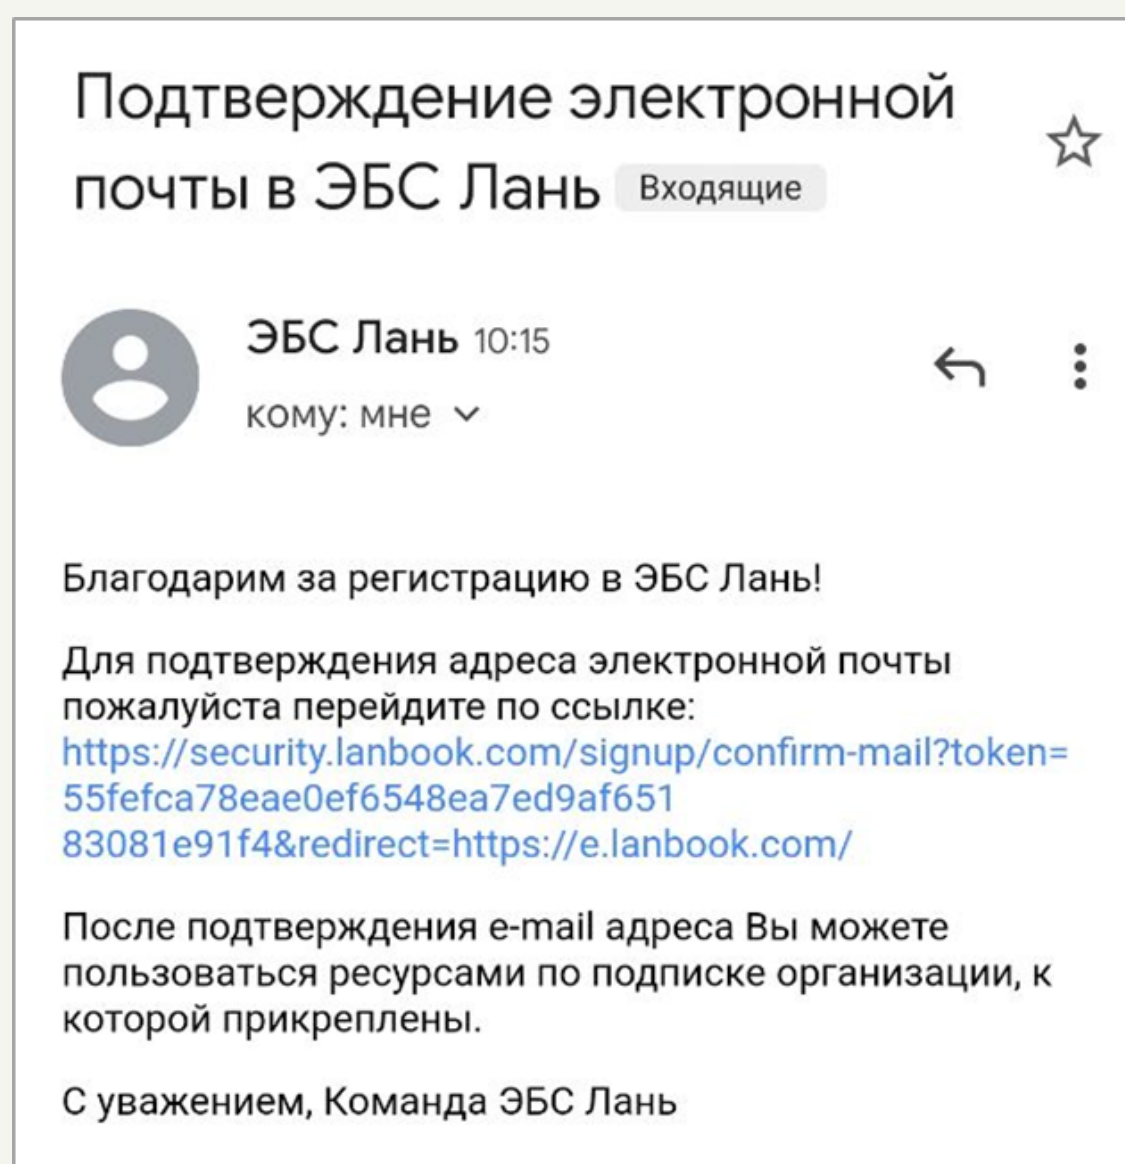 Подтверждение электронной
почты в ЭБС Лань Входящие
ЭБС Лань 10:15
кому: мне
Благодарим за регистрацию в ЭБС Лань!
Для подтверждения адреса электронной почты
пожалуйста перейдите по ссылке:
https://security.lanbook.com/signup/confirm-mail?token=
55fefca78eae0ef6548ea7ed9af651
83081e91f4&redirect=https://e.lanbook.com/
После подтверждения e-mail адреса Вы можете
пользоваться ресурсами по подписке организации, к
которой прикреплены.
С уважением, Команда ЭБС Лань